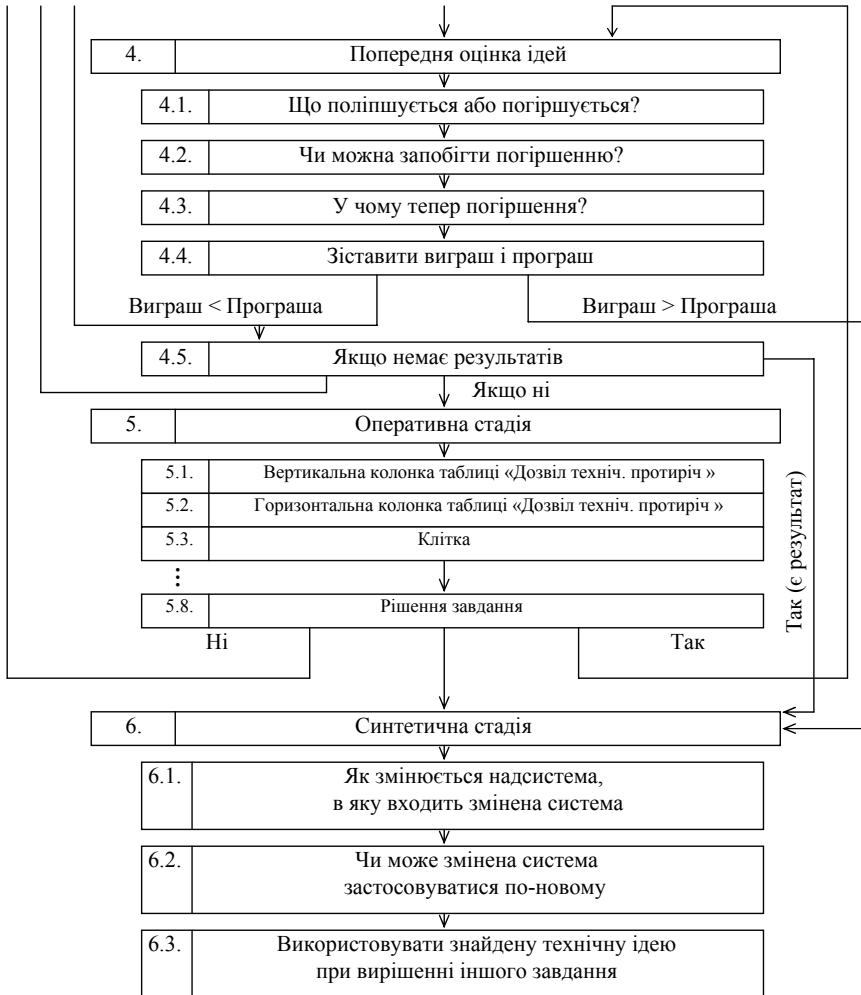 4. Попередня оцінка ідей
4.1. Що поліпшується або погіршується?
4.2. Чи можна запобігти погіршенню?
4.3. У чому тепер погіршення?
4.4. Зіставити виграш і програш
Виграш < Програша
Виграш > Програша
4.5. Якщо немає результатів
Якщо ні
5. Оперативна стадія
5.1. Вертикальна колонка таблиці «Дозвіл техніч. протиріч »
5.2. Горизонтальна колонка таблиці «Дозвіл техніч. протиріч »
5.3. Клітка
⋮
5.8. Рішення завдання
Ні
Так
Так (є результат)
6. Синтетична стадія
6.1. Як змінюється надсистема,
в яку входить змінена система
6.2. Чи може змінена система
застосовуватися по-новому
6.3. Використовувати знайдену технічну ідею
при вирішенні іншого завдання